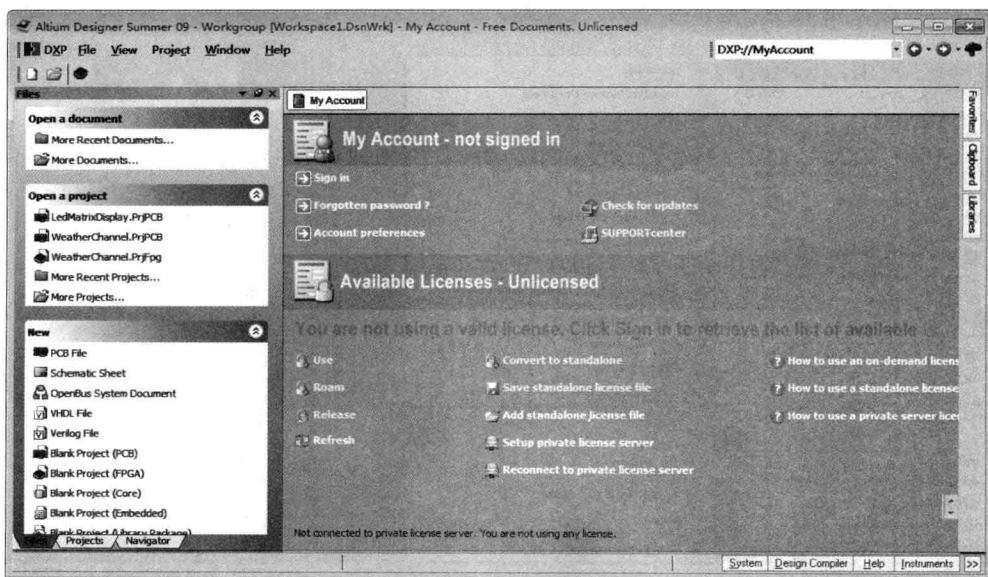 Altium Designer Summer 09 - Workgroup [Workspace1.DsnWrk] - My Account - Free Documents. Unlicensed
DXP File View Project Window Help
DXP://MyAccount
Files
My Account
Open a document
More Recent Documents...
More Documents...
Open a project
LedMatrixDisplay.PrjPCB
WeatherChannel.PrjPCB
WeatherChannel.PrjFpg
More Recent Projects...
More Projects...
New
PCB File
Schematic Sheet
OpenBus System Document
VHDL File
Verilog File
Blank Project (PCB)
Blank Project (FPGA)
Blank Project (Core)
Blank Project (Embedded)
Blank Project (Library Package)
Files Projects Navigator
My Account - not signed in
Sign in
Forgotten password ?
Check for updates
Account preferences
SUPPORTcenter
Available Licenses - Unlicensed
You are not using a valid license. Click Sign in to retrieve the list of available
Use
Convert to standalone
How to use an on-demand licens
Roam
Save standalone license file
How to use a standalone license
Release
Add standalone license file
How to use a private server licen
Refresh
Setup private license server
Reconnect to private license server
Not connected to private license server. You are not using any license.
Favorites
Clipboard
Libraries
System Design Compiler Help Instruments >>